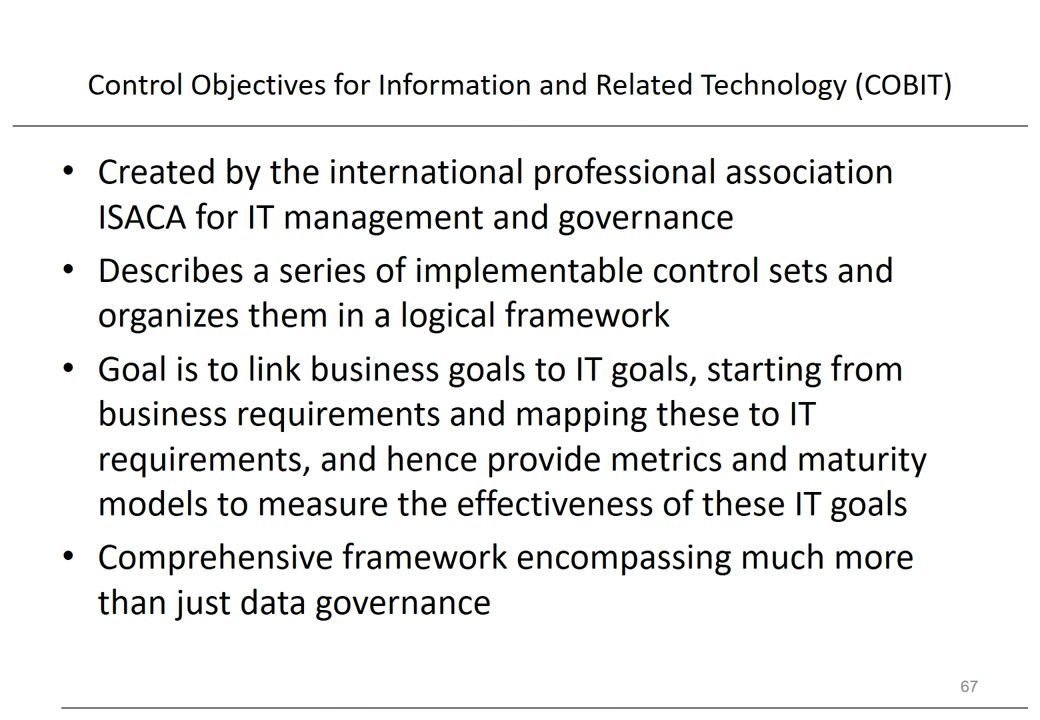 Control Objectives for Information and Related Technology (COBIT)
• Created by the international professional association
ISACA for IT management and governance
• Describes a series of implementable control sets and
organizes them in a logical framework
• Goal is to link business goals to IT goals, starting from
business requirements and mapping these to IT
requirements, and hence provide metrics and maturity
models to measure the effectiveness of these IT goals
• Comprehensive framework encompassing much more
than just data governance
67